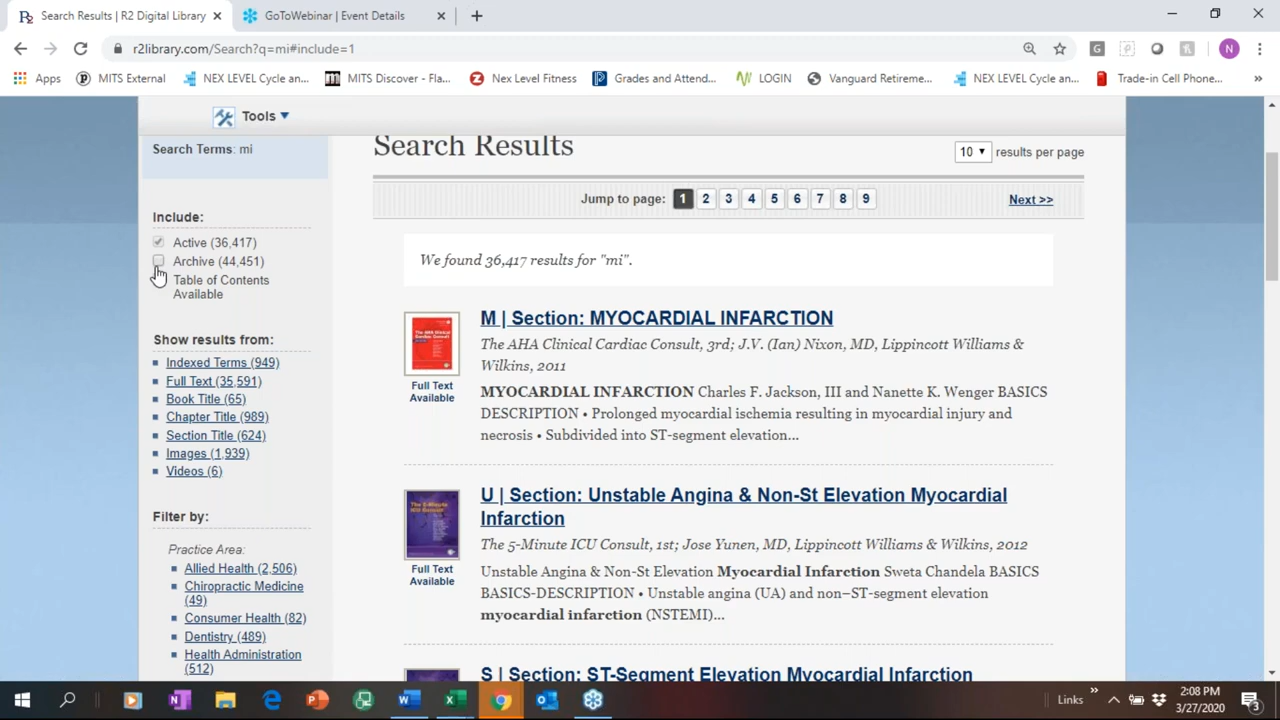 Search Results | R2 Digital Library
GoToWebinar | Event Details
r2library.com/Search?q=mi#include=1
N
Apps
MITS External
NEX LEVEL Cycle an...
MITS Discover - Fla...
Nex Level Fitness
Grades and Attend...
LOGIN
Vanguard Retireme...
NEX LEVEL Cycle an...
Trade-in Cell Phone...
»
Tools
Search Terms: mi
Search Results
10 results per page
Jump to page: 1 2 3 4 5 6 7 8 9 Next >>
Include:
Active (36,417)
Archive (44,451)
Table of Contents
Available
We found 36,417 results for "mi".
Show results from:
Indexed Terms (949)
Full Text (35,591)
Book Title (65)
Chapter Title (989)
Section Title (624)
Images (1,939)
Videos (6)
Filter by:
Practice Area:
Allied Health (2,506)
Chiropractic Medicine
(49)
Consumer Health (82)
Dentistry (489)
Health Administration
(512)
M | Section: MYOCARDIAL INFARCTION
The AHA Clinical Cardiac Consult, 3rd; J.V. (Ian) Nixon, MD, Lippincott Williams &
Wilkins, 2011
Full Text
Available
MYOCARDIAL INFARCTION Charles F. Jackson, III and Nanette K. Wenger BASICS
DESCRIPTION • Prolonged myocardial ischemia resulting in myocardial injury and
necrosis • Subdivided into ST-segment elevation...
U | Section: Unstable Angina & Non-St Elevation Myocardial
Infarction
The 5-Minute ICU Consult, 1st; Jose Yunen, MD, Lippincott Williams & Wilkins, 2012
Full Text
Available
Unstable Angina & Non-St Elevation Myocardial Infarction Sweta Chandela BASICS
BASICS-DESCRIPTION • Unstable angina (UA) and non–ST-segment elevation
myocardial infarction (NSTEMI)...
S | Section: ST-Segment Elevation Myocardial Infarction
Links
2:08 PM
3/27/2020
3